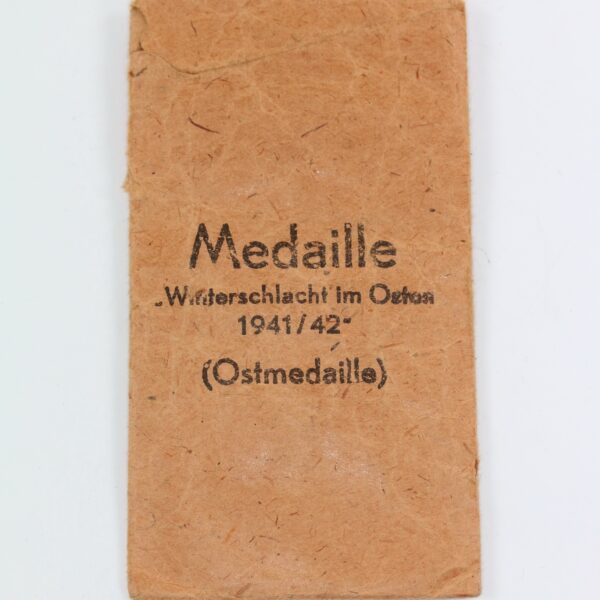 Medaille
„Winterschlacht im Osten
1941/42“
(Ostmedaille)